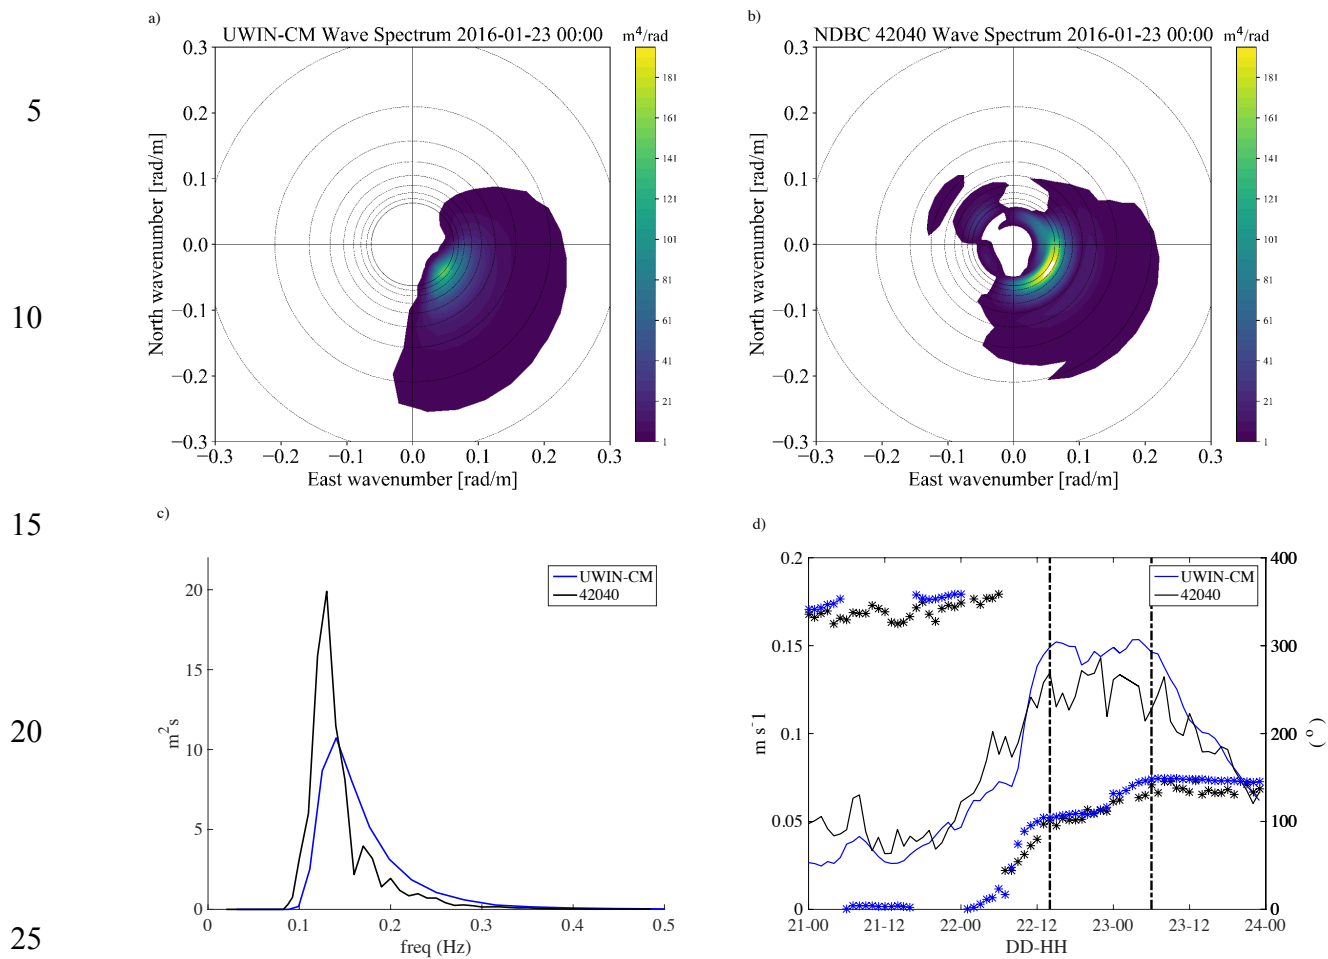 a)
UWIN-CM Wave Spectrum 2016-01-23 00:00
m⁴/rad
0.3
0.2
0.1
0.0
−0.1
−0.2
−0.3
North wavenumber [rad/m]
−0.3 −0.2 −0.1 0.0 0.1 0.2 0.3
East wavenumber [rad/m]
181
161
141
121
101
81
61
41
21
1
b)
NDBC 42040 Wave Spectrum 2016-01-23 00:00
m⁴/rad
0.3
0.2
0.1
0.0
−0.1
−0.2
−0.3
North wavenumber [rad/m]
−0.3 −0.2 −0.1 0.0 0.1 0.2 0.3
East wavenumber [rad/m]
181
161
141
121
101
81
61
41
21
1
5
10
15
20
25
c)
UWIN-CM
42040
20
15
10
5
0
m²s
0 0.1 0.2 0.3 0.4 0.5
freq (Hz)
d)
UWIN-CM
42040
0.2
0.15
0.1
0.05
0
m s⁻1
400
300
200
100
0
(°)
21-00 21-12 22-00 22-12 23-00 23-12 24-00
DD-HH